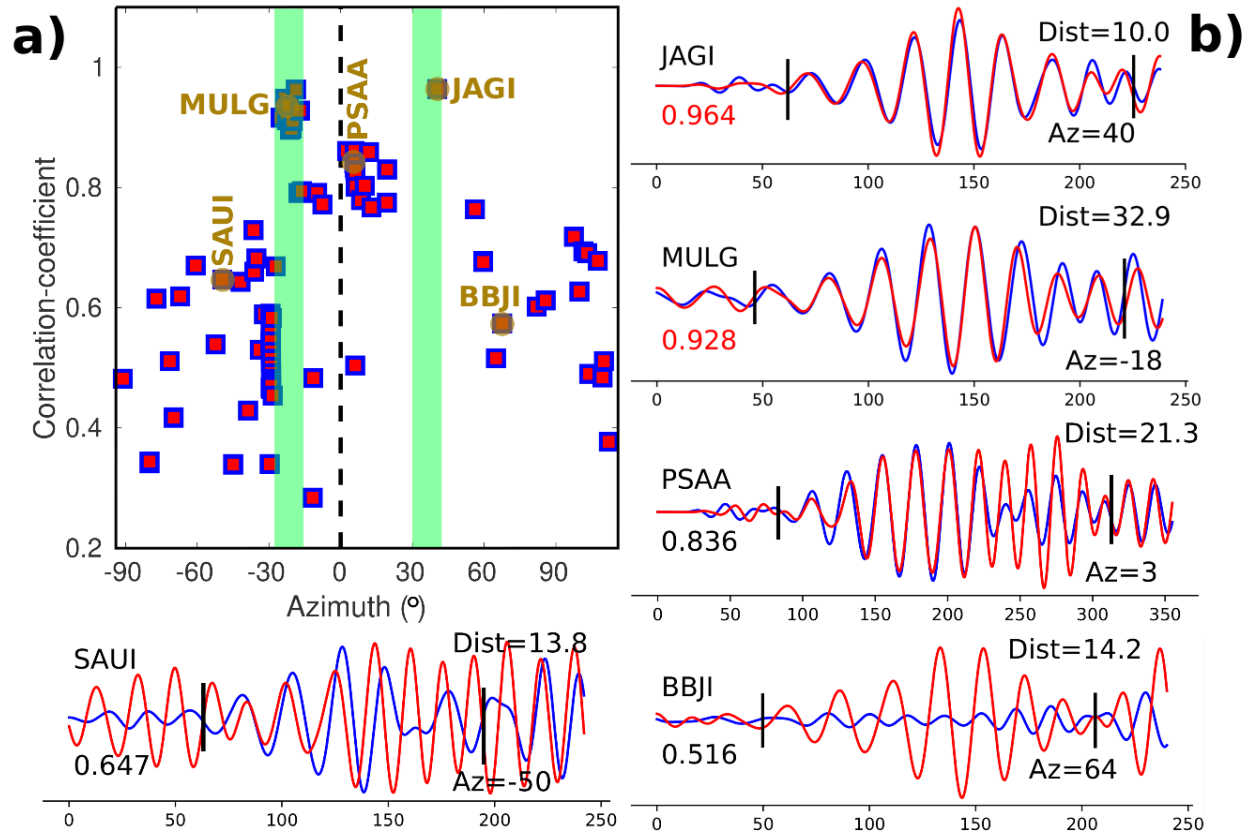 a)
Correlation-coefficient
1
0.8
0.6
0.4
0.2
-90 -60 -30 0 30 60 90
Azimuth (°)
MULG
PSAA
JAGI
SAUI
BBJI
SAUI
0.647
Dist=13.8
Az=-50
0 50 100 150 200 250
b)
JAGI
0.964
Dist=10.0
Az=40
0 50 100 150 200 250
MULG
0.928
Dist=32.9
Az=-18
0 50 100 150 200 250
PSAA
0.836
Dist=21.3
Az=3
0 50 100 150 200 250 300 350
BBJI
0.516
Dist=14.2
Az=64
0 50 100 150 200 250